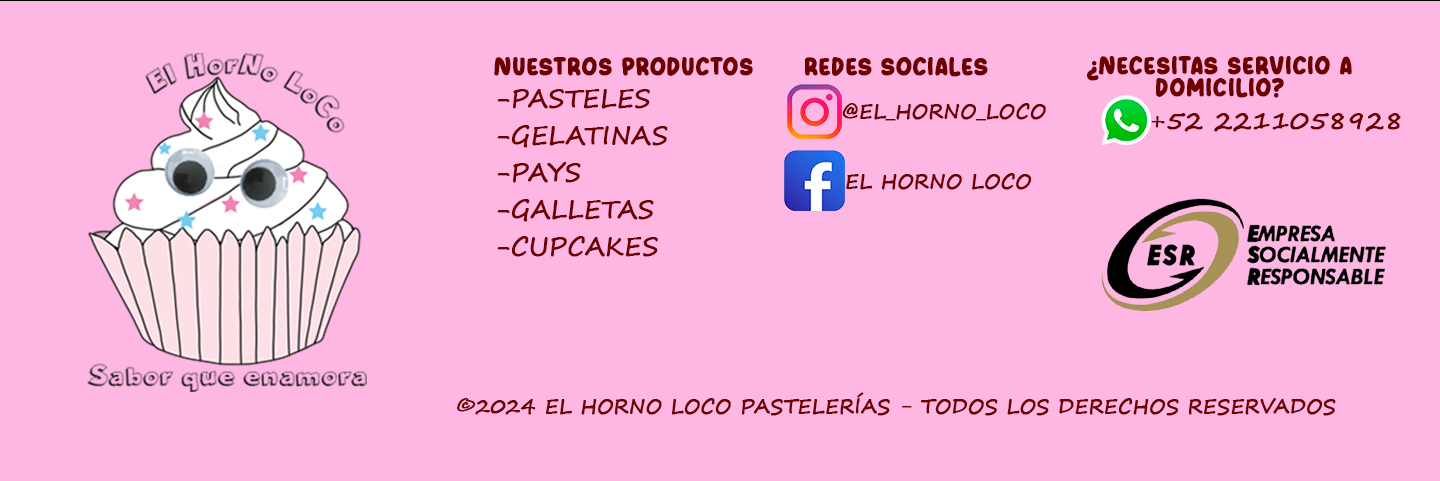 El HorNo LoCo
Sabor que enamora
NUESTROS PRODUCTOS
-PASTELES
-GELATINAS
-PAYS
-GALLETAS
-CUPCAKES
REDES SOCIALES
@EL_HORNO_LOCO
f
EL HORNO LOCO
¿NECESITAS SERVICIO A
DOMICILIO?
+52 2211058928
ESR
EMPRESA
SOCIALMENTE
RESPONSABLE
©2024 EL HORNO LOCO PASTELERÍAS - TODOS LOS DERECHOS RESERVADOS